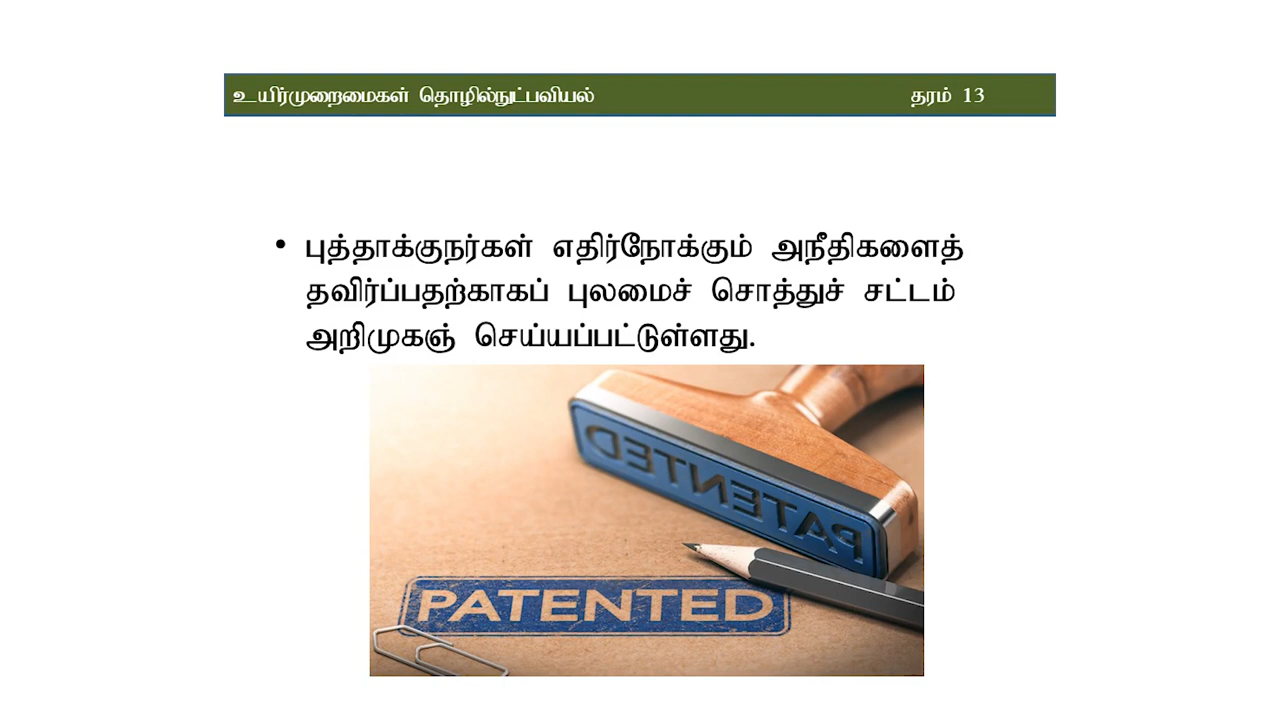 உயிர்முறைமைகள் தொழில்நுட்பவியல் தரம் 13
• புத்தாக்குநர்கள் எதிர்நோக்கும் அநீதிகளைத்
தவிர்ப்பதற்காகப் புலமைச் சொத்துச் சட்டம்
அறிமுகஞ் செய்யப்பட்டுள்ளது.
PATENTED
PATENTED